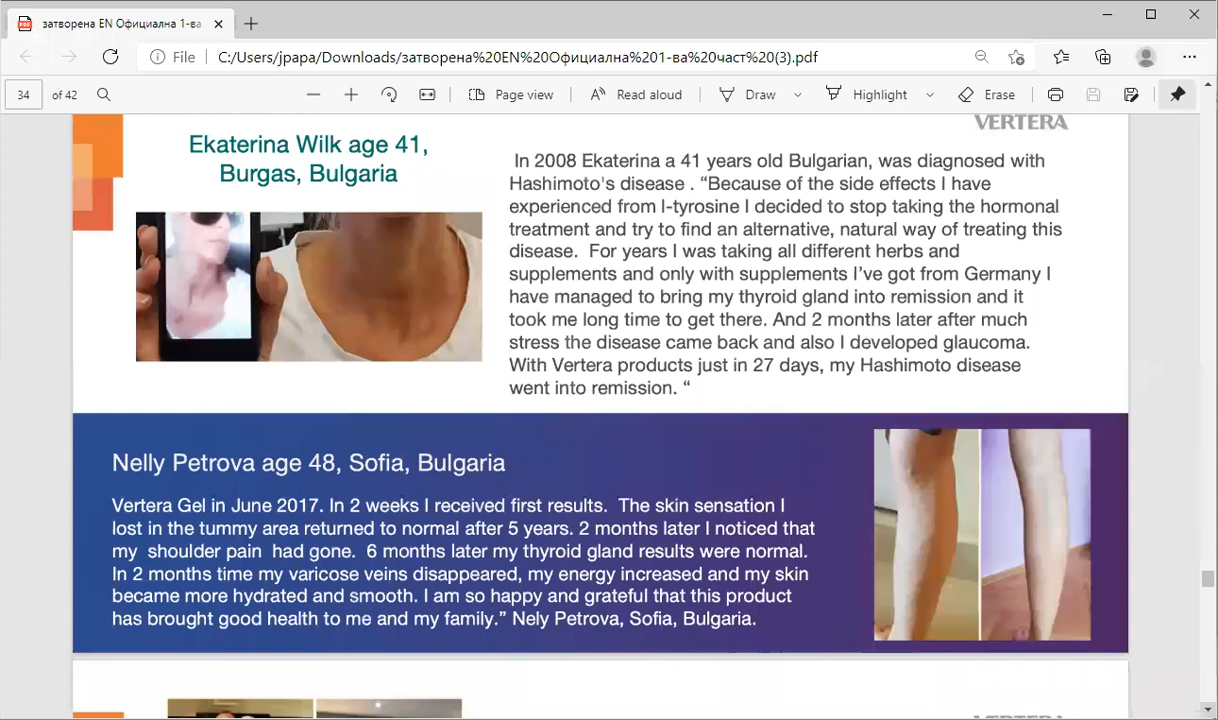 затворена EN Официална 1-ва
File
C:/Users/jpapa/Downloads/затворена%20EN%20Официална%201-ва%20част%20(3).pdf
34 of 42
Page view
Read aloud
Draw
Highlight
Erase
VERTERA
Ekaterina Wilk age 41,
Burgas, Bulgaria
In 2008 Ekaterina a 41 years old Bulgarian, was diagnosed with
Hashimoto's disease . “Because of the side effects I have
experienced from l-tyrosine I decided to stop taking the hormonal
treatment and try to find an alternative, natural way of treating this
disease. For years I was taking all different herbs and
supplements and only with supplements I’ve got from Germany I
have managed to bring my thyroid gland into remission and it
took me long time to get there. And 2 months later after much
stress the disease came back and also I developed glaucoma.
With Vertera products just in 27 days, my Hashimoto disease
went into remission. “
Nelly Petrova age 48, Sofia, Bulgaria
Vertera Gel in June 2017. In 2 weeks I received first results. The skin sensation I
lost in the tummy area returned to normal after 5 years. 2 months later I noticed that
my shoulder pain had gone. 6 months later my thyroid gland results were normal.
In 2 months time my varicose veins disappeared, my energy increased and my skin
became more hydrated and smooth. I am so happy and grateful that this product
has brought good health to me and my family.” Nely Petrova, Sofia, Bulgaria.